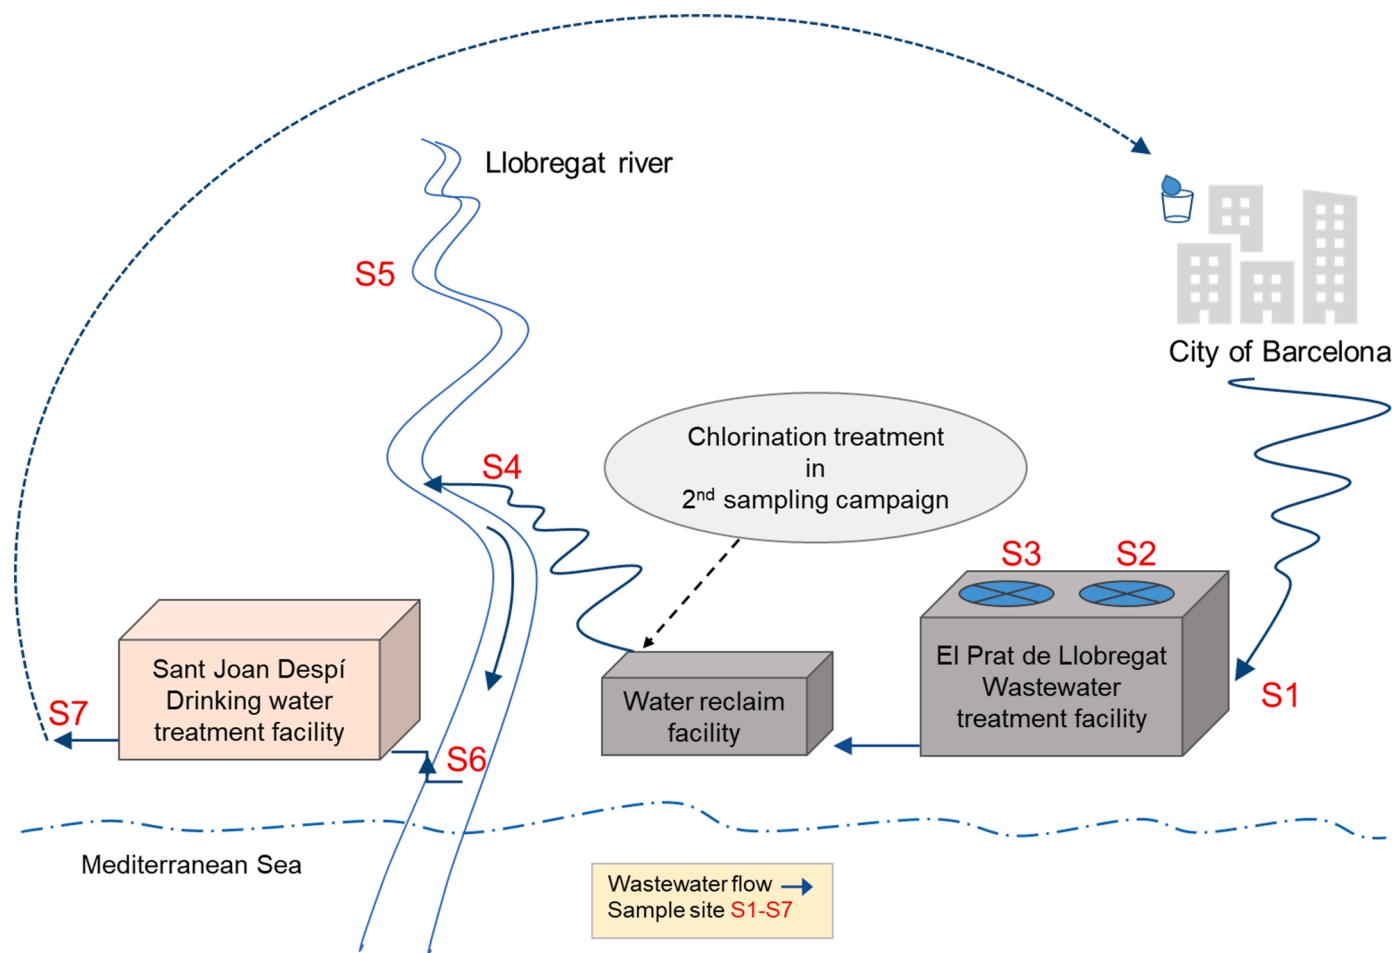 Llobregat river
S5
City of Barcelona
Chlorination treatment
in
2nd sampling campaign
S4
S3
S2
El Prat de Llobregat
Wastewater
treatment facility
S1
Water reclaim
facility
Sant Joan Despí
Drinking water
treatment facility
S7
S6
Mediterranean Sea
Wastewater flow
Sample site S1-S7